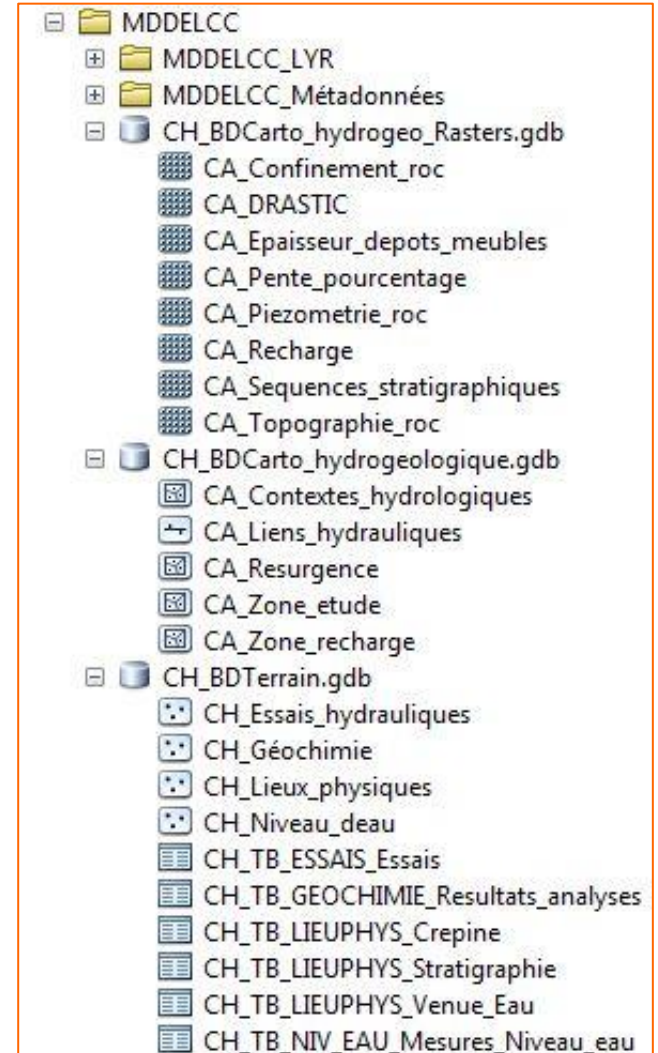 MDDELCC
MDDELCC_LYR
MDDELCC_Métadonnées
CH_BDCarto_hydrogeo_Rasters.gdb
CA_Confinement_roc
CA_DRASTIC
CA_Epaisseur_depots_meubles
CA_Pente_pourcentage
CA_Piezometrie_roc
CA_Recharge
CA_Sequences_stratigraphiques
CA_Topographie_roc
CH_BDCarto_hydrogeologique.gdb
CA_Contextes_hydrologiques
CA_Liens_hydrauliques
CA_Resurgence
CA_Zone_etude
CA_Zone_recharge
CH_BDTerrain.gdb
CH_Essais_hydrauliques
CH_Géochimie
CH_Lieux_physiques
CH_Niveau_deau
CH_TB_ESSAIS_Essais
CH_TB_GEOCHIMIE_Resultats_analyses
CH_TB_LIEUPHYS_Crepine
CH_TB_LIEUPHYS_Stratigraphie
CH_TB_LIEUPHYS_Venue_Eau
CH_TB_NIV_EAU_Mesures_Niveau_eau